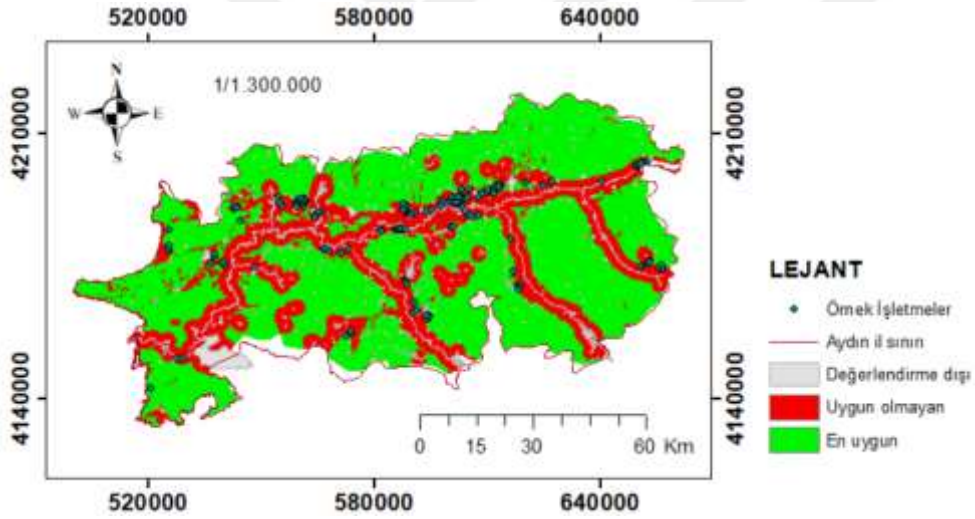 520000 580000 640000
1/1.300.000
N
W E
S
4210000 4210000
4140000 4140000
LEJANT
Örnek İşletmeler
Aydın il sınırı
Değerlendirme dışı
Uygun olmayan
En uygun
0 15 30 60 Km
520000 580000 640000